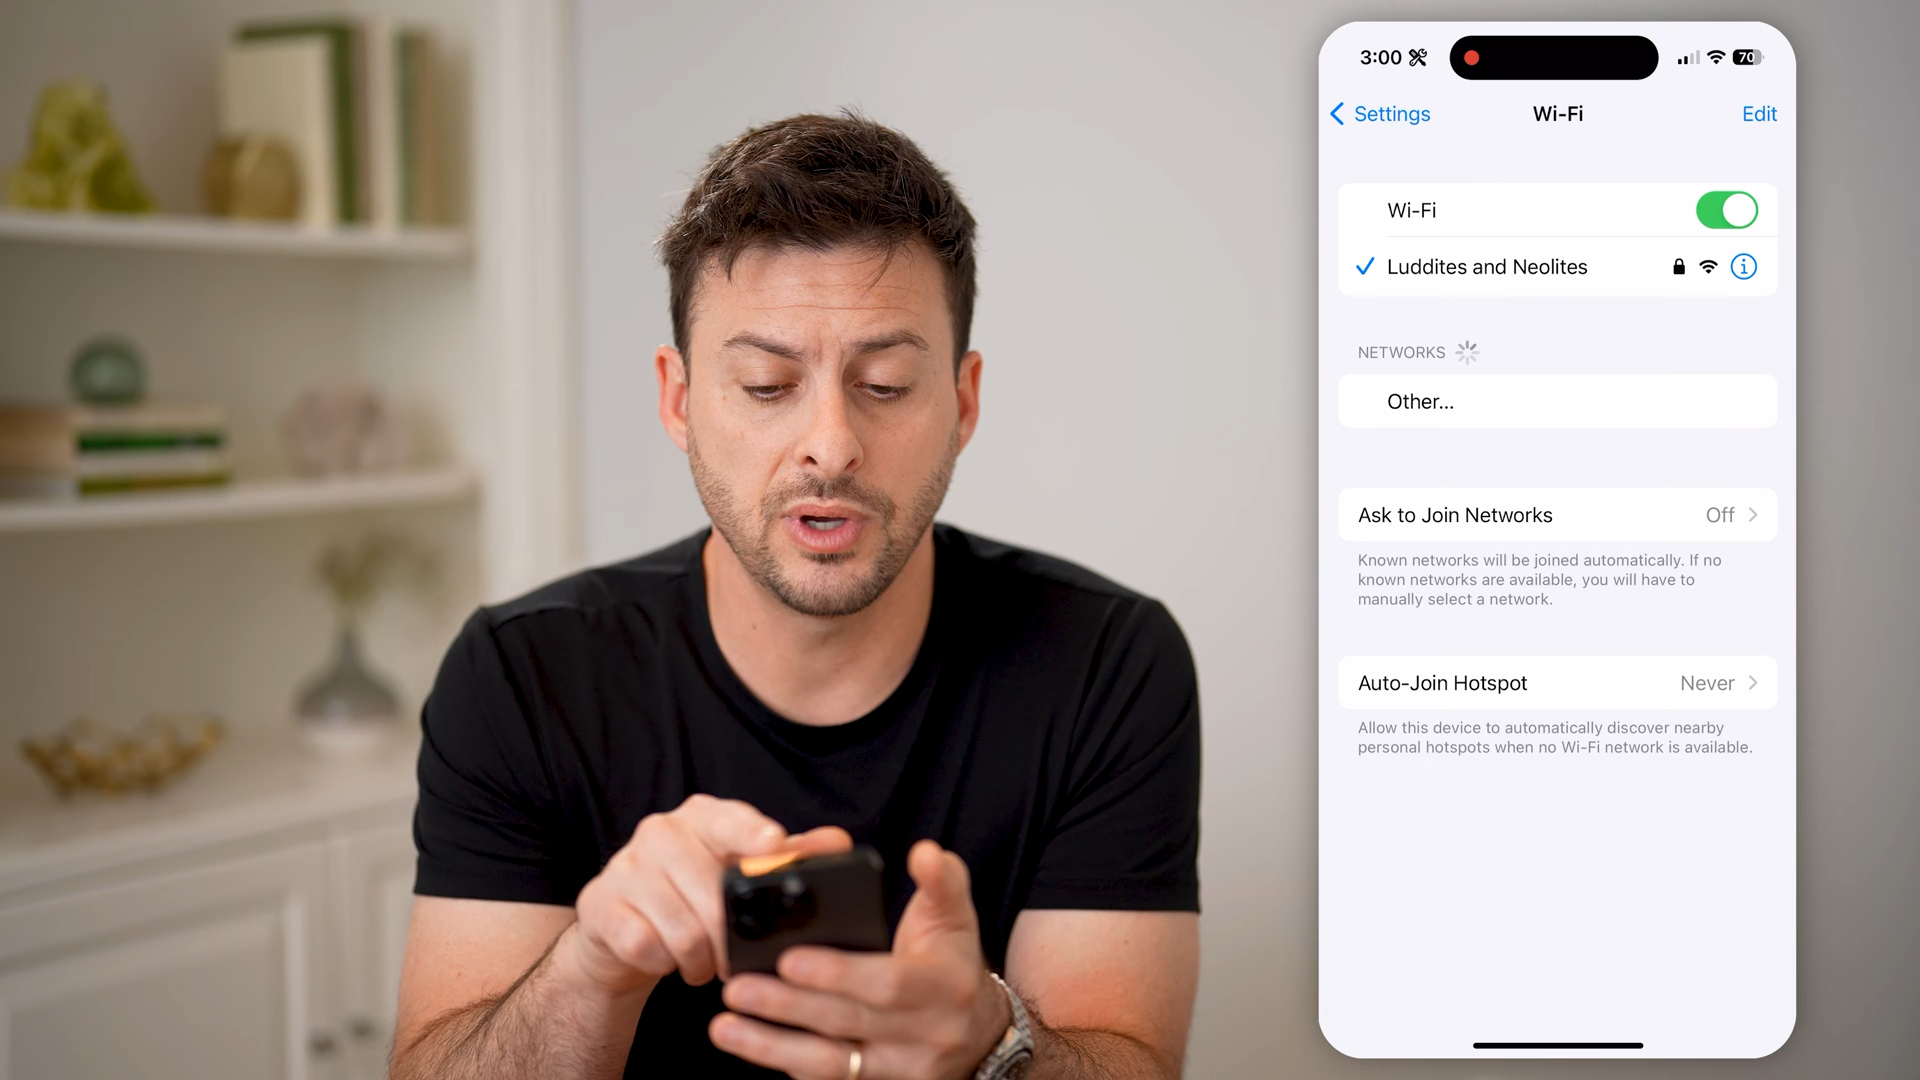 3:00
70
Settings
Wi-Fi
Edit
Wi-Fi
Luddites and Neolites
NETWORKS
Other...
Ask to Join Networks
Off
Known networks will be joined automatically. If no
known networks are available, you will have to
manually select a network.
Auto-Join Hotspot
Never
Allow this device to automatically discover nearby
personal hotspots when no Wi-Fi network is available.